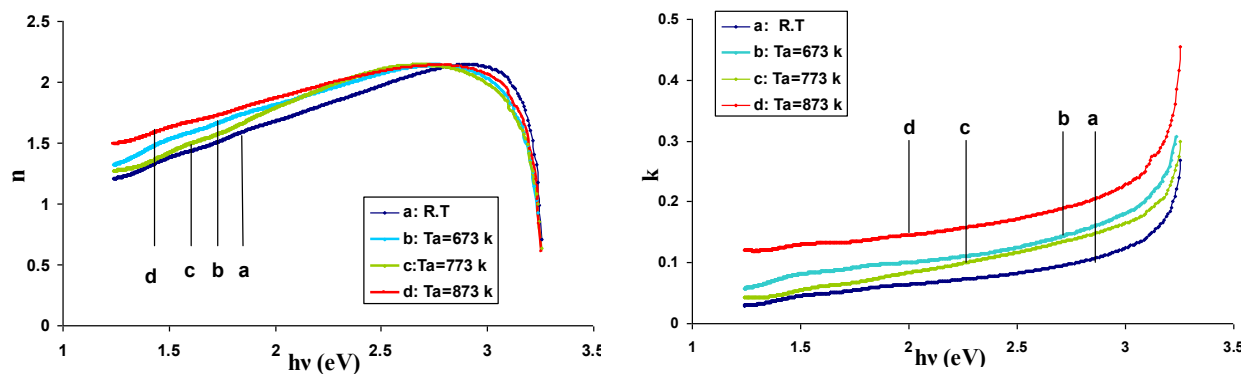 2.5
2
1.5
1
0.5
0
n
1
1.5
2
2.5
3
3.5
hν (eV)
d c b a
a: R.T
b: Ta=673 k
c:Ta=773 k
d: Ta=873 k
0.5
0.4
0.3
0.2
0.1
0
k
1
1.5
2
2.5
3
3.5
hν (eV)
a: R.T
b: Ta=673 k
c: Ta=773 k
d: Ta=873 k
d c b a